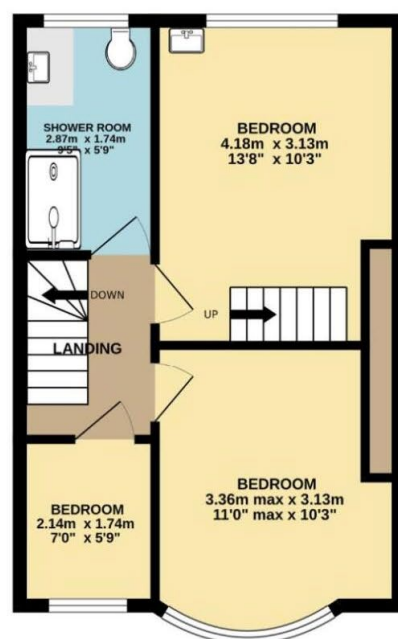 SHOWER ROOM
2.87m x 1.74m
9'5" x 5'9"
BEDROOM
4.18m x 3.13m
13'8" x 10'3"
DOWN
UP
LANDING
BEDROOM
2.14m x 1.74m
7'0" x 5'9"
BEDROOM
3.36m max x 3.13m
11'0" max x 10'3"